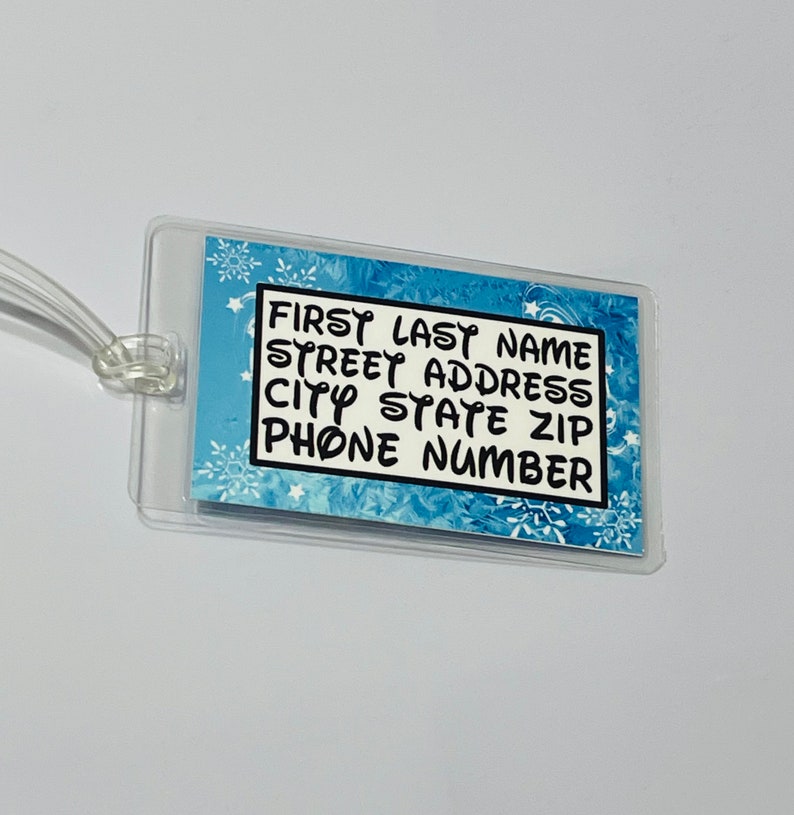 FIRST LAST NAME
STREET ADDRESS
CITY STATE ZIP
PHONE NUMBER